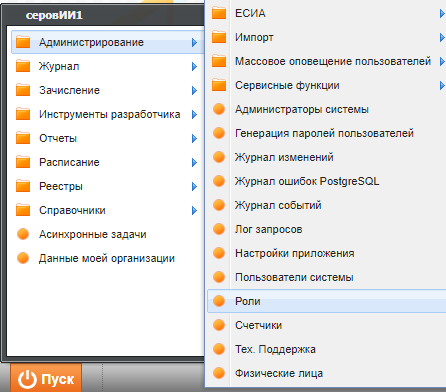 серовИИ1
Администрирование
Журнал
Зачисление
Инструменты разработчика
Отчеты
Расписание
Реестры
Справочники
Асинхронные задачи
Данные моей организации
Пуск
ЕСИА
Импорт
Массовое оповещение пользователей
Сервисные функции
Администраторы системы
Генерация паролей пользователей
Журнал изменений
Журнал ошибок PostgreSQL
Журнал событий
Лог запросов
Настройки приложения
Пользователи системы
Роли
Счетчики
Тех. Поддержка
Физические лица